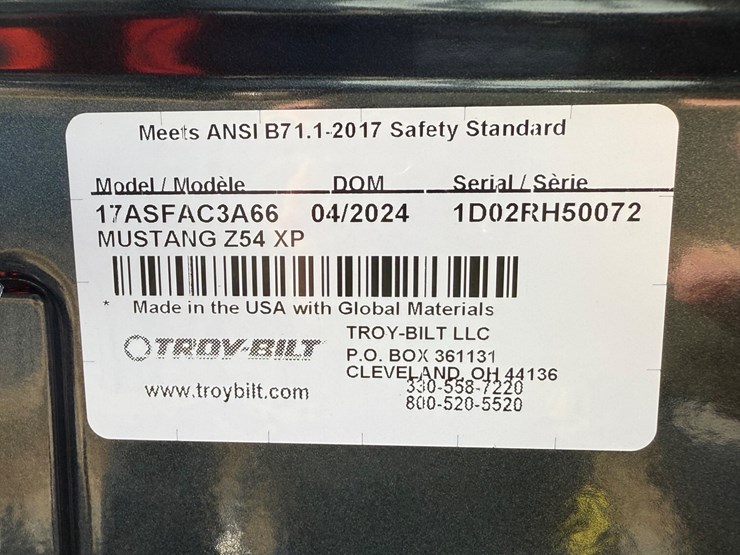 Meets ANSI B71.1-2017 Safety Standard
Model / Modèle DOM Serial / Sèrie
17ASFAC3A66 04/2024 1D02RH50072
MUSTANG Z54 XP
* Made in the USA with Global Materials
TROY-BILT
TROY-BILT LLC
P.O. BOX 361131
CLEVELAND, OH 44136
330-558-7220
800-520-5520
www.troybilt.com